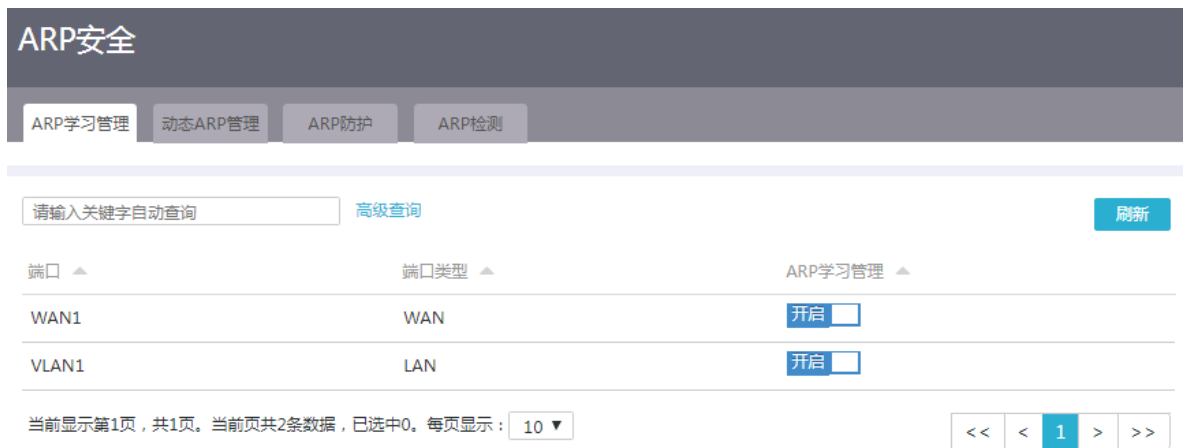 ARP安全
ARP学习管理 动态ARP管理 ARP防护 ARP检测
请输入关键字自动查询 高级查询 刷新
端口 端口类型 ARP学习管理
WAN1 WAN 开启
VLAN1 LAN 开启
当前显示第1页，共1页。当前页共2条数据，已选中0。每页显示： 10 << < 1 > >>